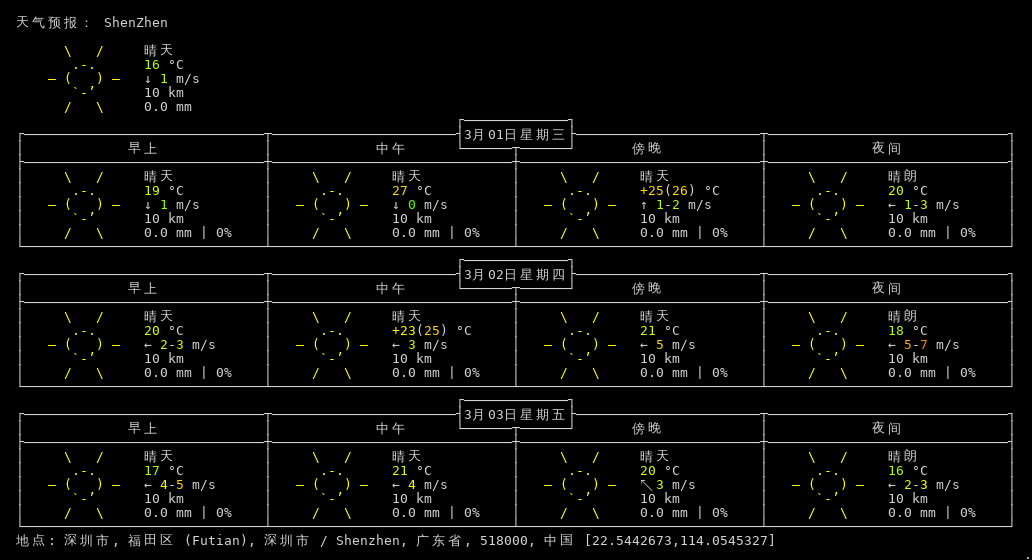 天气预报： ShenZhen
晴天
16 °C
↓ 1 m/s
10 km
0.0 mm
3月01日星期三
早上 中午 傍晚 夜间
晴天 晴天 晴天 晴朗
19 °C 27 °C +25(26) °C 20 °C
↓ 1 m/s ↓ 0 m/s ↑ 1-2 m/s ← 1-3 m/s
10 km 10 km 10 km 10 km
0.0 mm | 0% 0.0 mm | 0% 0.0 mm | 0% 0.0 mm | 0%
3月02日星期四
早上 中午 傍晚 夜间
晴天 晴天 晴天 晴朗
20 °C +23(25) °C 21 °C 18 °C
← 2-3 m/s ← 3 m/s ← 5 m/s ← 5-7 m/s
10 km 10 km 10 km 10 km
0.0 mm | 0% 0.0 mm | 0% 0.0 mm | 0% 0.0 mm | 0%
3月03日星期五
早上 中午 傍晚 夜间
晴天 晴天 晴天 晴朗
17 °C 21 °C 20 °C 16 °C
← 4-5 m/s ← 4 m/s ↖ 3 m/s ← 2-3 m/s
10 km 10 km 10 km 10 km
0.0 mm | 0% 0.0 mm | 0% 0.0 mm | 0% 0.0 mm | 0%
地点: 深圳市, 福田区 (Futian), 深圳市 / Shenzhen, 广东省, 518000, 中国 [22.5442673,114.0545327]